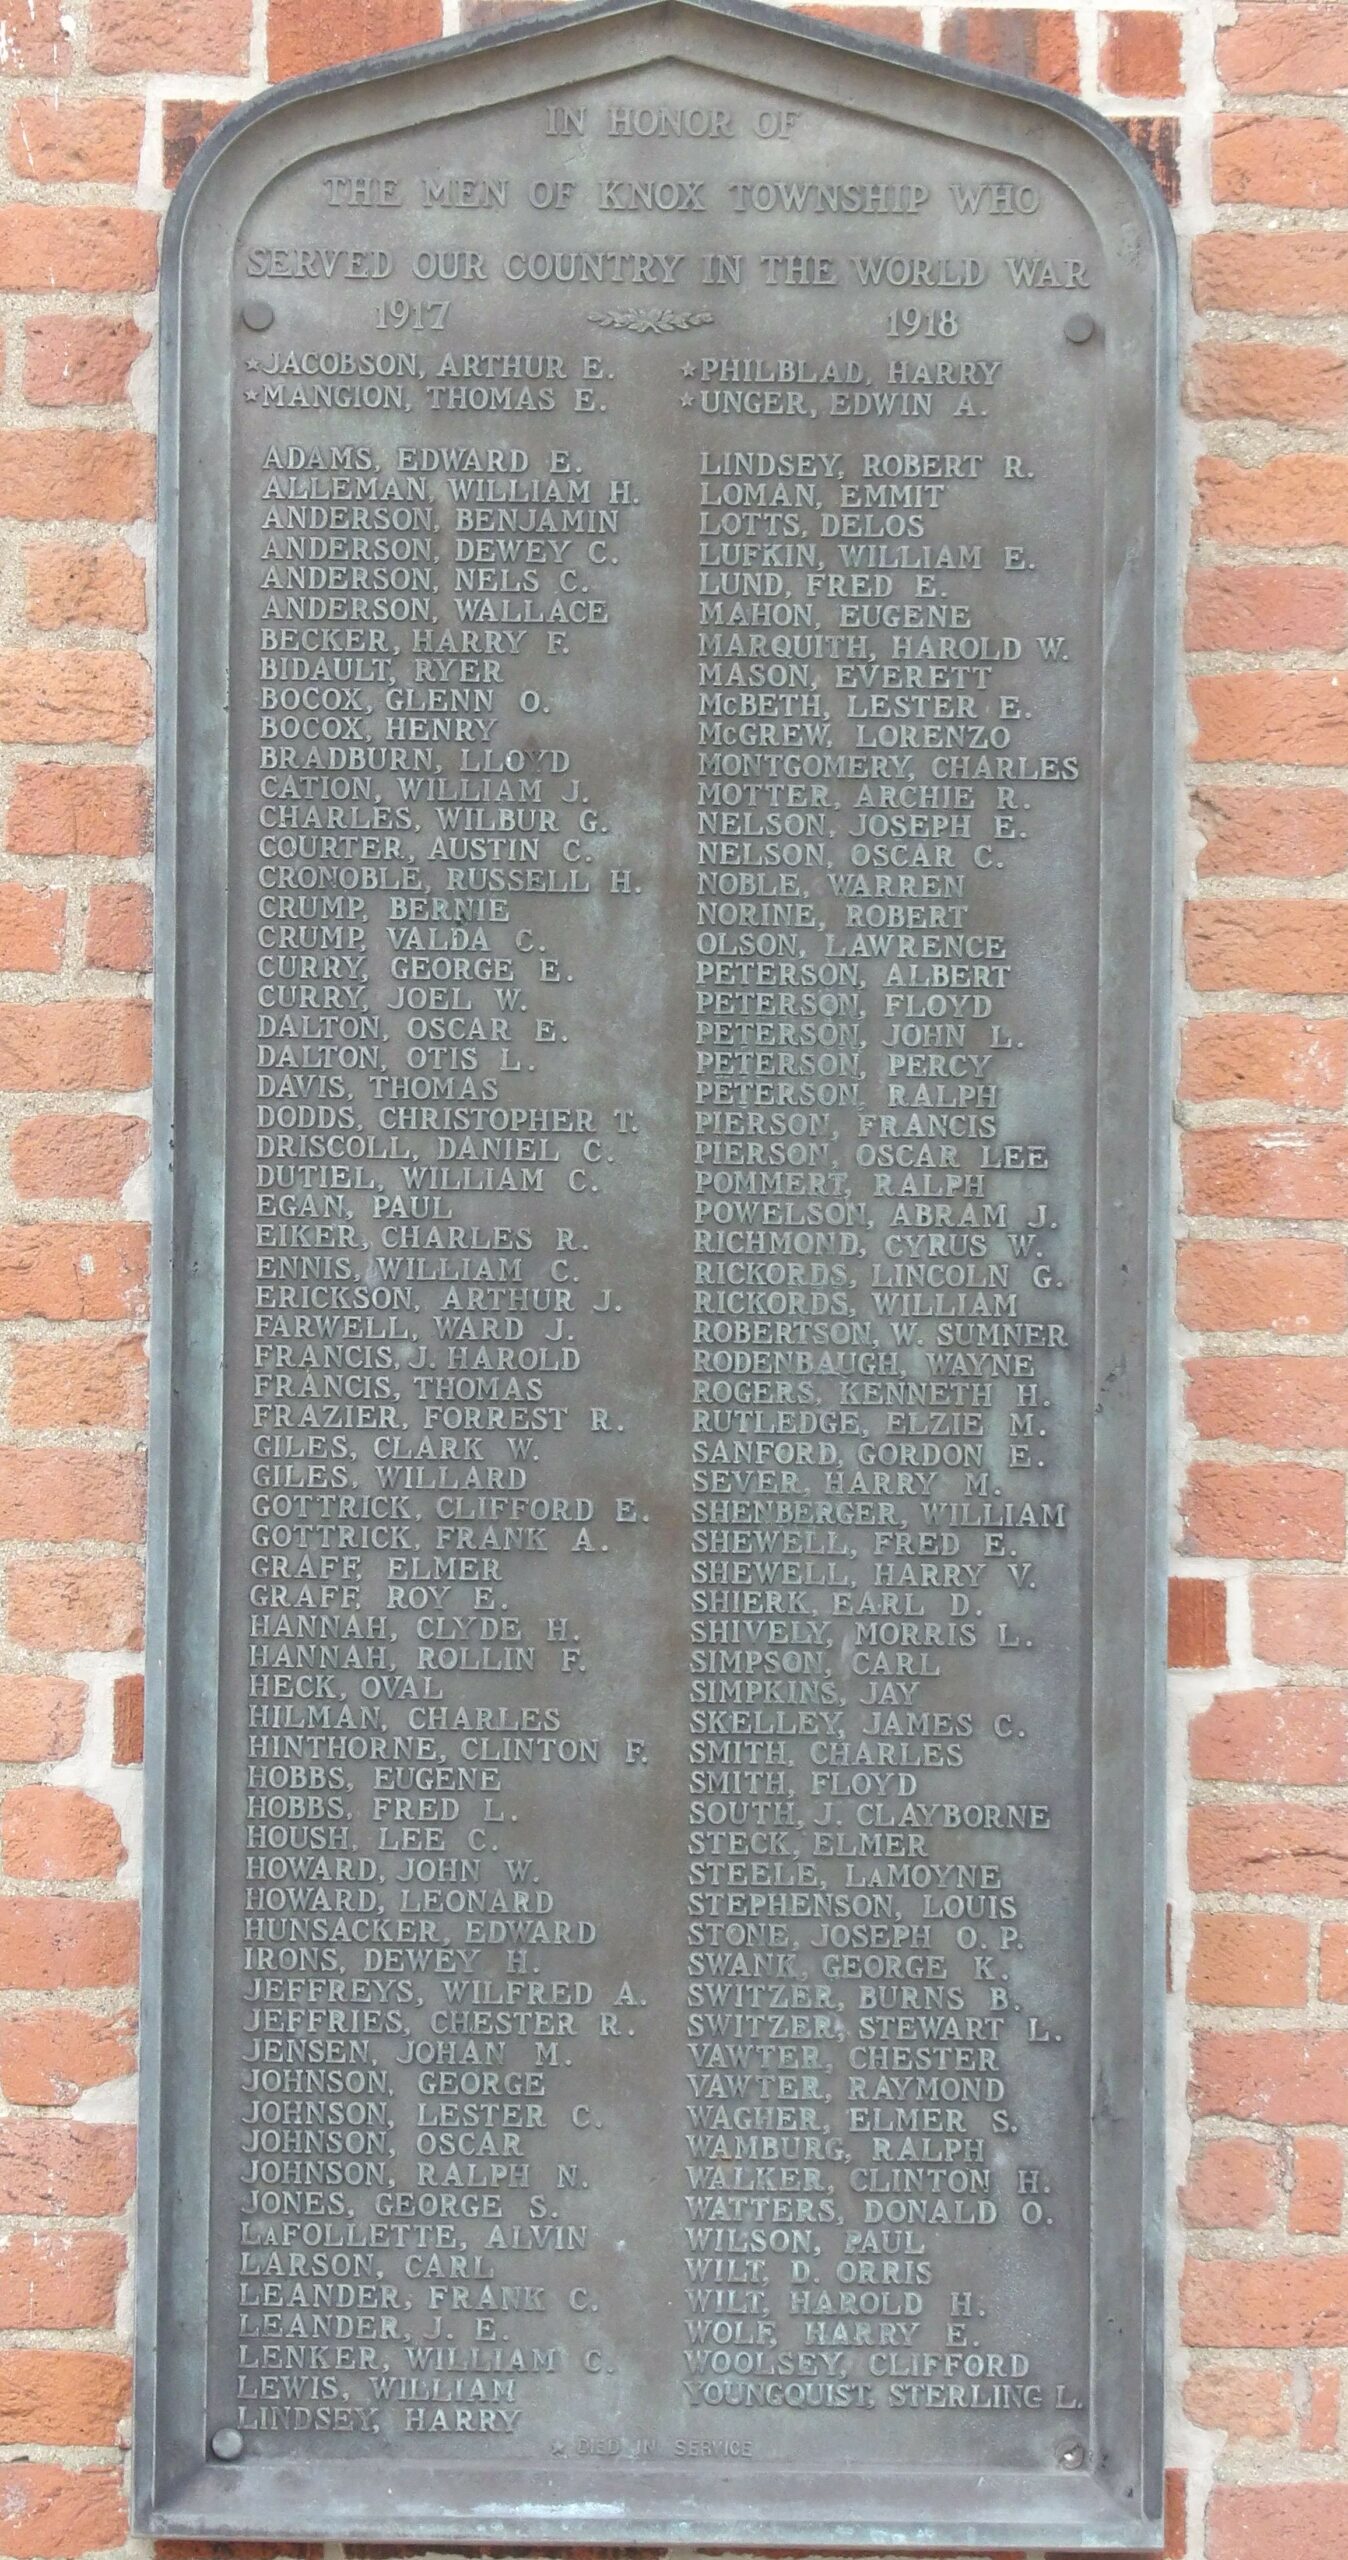 IN HONOR OF
THE MEN OF KNOX TOWNSHIP WHO
SERVED OUR COUNTRY IN THE WORLD WAR
1917 1918
★JACOBSON, ARTHUR E.
★MANGION, THOMAS E.
★PHILBLAD, HARRY
★UNGER, EDWIN A.
ADAMS, EDWARD E.
ALLEMAN, WILLIAM H.
ANDERSON, BENJAMIN
ANDERSON, DEWEY C.
ANDERSON, NELS C.
ANDERSON, WALLACE
BECKER, HARRY F.
BIDAULT, RYER
BOCOX, GLENN O.
BOCOX, HENRY
BRADBURN, LLOYD
CATION, WILLIAM J.
CHARLES, WILBUR G.
COURTER, AUSTIN C.
CRONOBLE, RUSSELL H.
CRUMP, BERNIE
CRUMP, VALDA C.
CURRY, GEORGE E.
CURRY, JOEL W.
DALTON, OSCAR E.
DALTON, OTIS L.
DAVIS, THOMAS
DODDS, CHRISTOPHER T.
DRISCOLL, DANIEL C.
DUTIEL, WILLIAM C.
EGAN, PAUL
EIKER, CHARLES R.
ENNIS, WILLIAM C.
ERICKSON, ARTHUR J.
FARWELL, WARD J.
FRANCIS, J. HAROLD
FRANCIS, THOMAS
FRAZIER, FORREST R.
GILES, CLARK W.
GILES, WILLARD
GOTTRICK, CLIFFORD E.
GOTTRICK, FRANK A.
GRAFF, ELMER
GRAFF, ROY E.
HANNAH, CLYDE H.
HANNAH, ROLLIN F.
HECK, OVAL
HILMAN, CHARLES
HINTHORNE, CLINTON F.
HOBBS, EUGENE
HOBBS, FRED L.
HOUSH, LEE C.
HOWARD, JOHN W.
HOWARD, LEONARD
HUNSACKER, EDWARD
IRONS, DEWEY H.
JEFFREYS, WILFRED A.
JEFFRIES, CHESTER R.
JENSEN, JOHAN M.
JOHNSON, GEORGE
JOHNSON, LESTER C.
JOHNSON, OSCAR
JOHNSON, RALPH N.
JONES, GEORGE S.
LAFOLLETTE, ALVIN
LARSON, CARL
LEANDER, FRANK C.
LEANDER, J. E.
LENKER, WILLIAM C.
LEWIS, WILLIAM
LINDSEY, HARRY
LINDSEY, ROBERT R.
LOMAN, EMMIT
LOTTS, DELOS
LUFKIN, WILLIAM E.
LUND, FRED E.
MAHON, EUGENE
MARQUITH, HAROLD W.
MASON, EVERETT
McBETH, LESTER E.
McGREW, LORENZO
MONTGOMERY, CHARLES
MOTTER, ARCHIE R.
NELSON, JOSEPH E.
NELSON, OSCAR C.
NOBLE, WARREN
NORINE, ROBERT
OLSON, LAWRENCE
PETERSON, ALBERT
PETERSON, FLOYD
PETERSON, JOHN L.
PETERSON, PERCY
PETERSON, RALPH
PIERSON, FRANCIS
PIERSON, OSCAR LEE
POMMERT, RALPH
POWELSON, ABRAM J.
RICHMOND, CYRUS W.
RICKORDS, LINCOLN G.
RICKORDS, WILLIAM
ROBERTSON, W. SUMNER
RODENBAUGH, WAYNE
ROGERS, KENNETH H.
RUTLEDGE, ELZIE M.
SANFORD, GORDON E.
SEVER, HARRY M.
SHENBERGER, WILLIAM
SHEWELL, FRED E.
SHEWELL, HARRY V.
SHIERK, EARL D.
SHIVELY, MORRIS L.
SIMPSON, CARL
SIMPKINS, JAY
SKELLEY, JAMES C.
SMITH, CHARLES
SMITH, FLOYD
SOUTH, J. CLAYBORNE
STECK, ELMER
STEELE, LAMOYNE
STEPHENSON, LOUIS
STONE, JOSEPH O. P.
SWANK, GEORGE K.
SWITZER, BURNS B.
SWITZER, STEWART L.
VAWTER, CHESTER
VAWTER, RAYMOND
WAGHER, ELMER S.
WAMBURG, RALPH
WALKER, CLINTON H.
WATTERS, DONALD O.
WILSON, PAUL
WILT, D. ORRIS
WILT, HAROLD H.
WOLF, HARRY E.
WOOLSEY, CLIFFORD
YOUNGQUIST, STERLING L.
★ DIED IN SERVICE